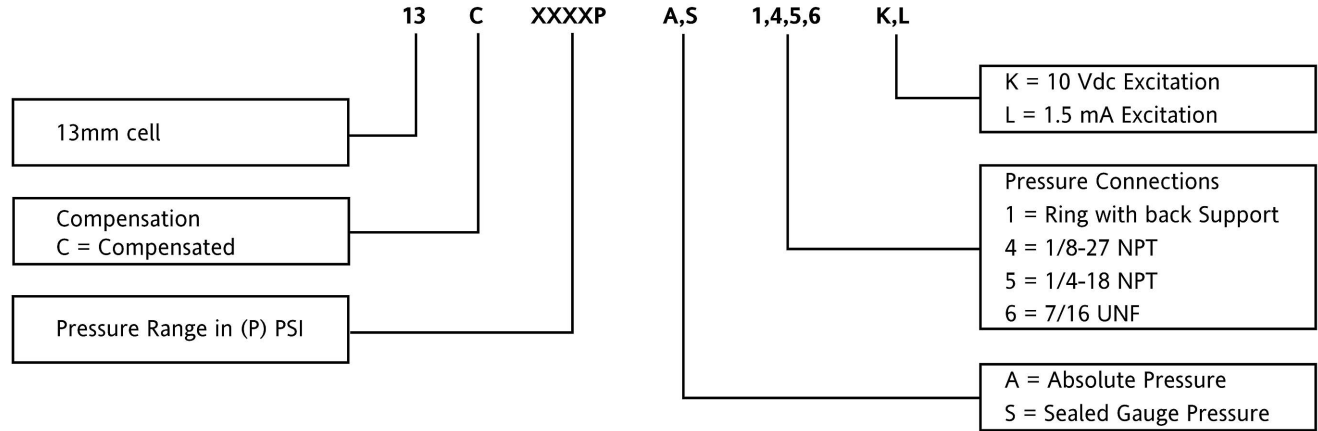 13 C XXXXP A,S 1,4,5,6 K,L
13mm cell
Compensation
C = Compensated
Pressure Range in (P) PSI
K = 10 Vdc Excitation
L = 1.5 mA Excitation
Pressure Connections
1 = Ring with back Support
4 = 1/8-27 NPT
5 = 1/4-18 NPT
6 = 7/16 UNF
A = Absolute Pressure
S = Sealed Gauge Pressure